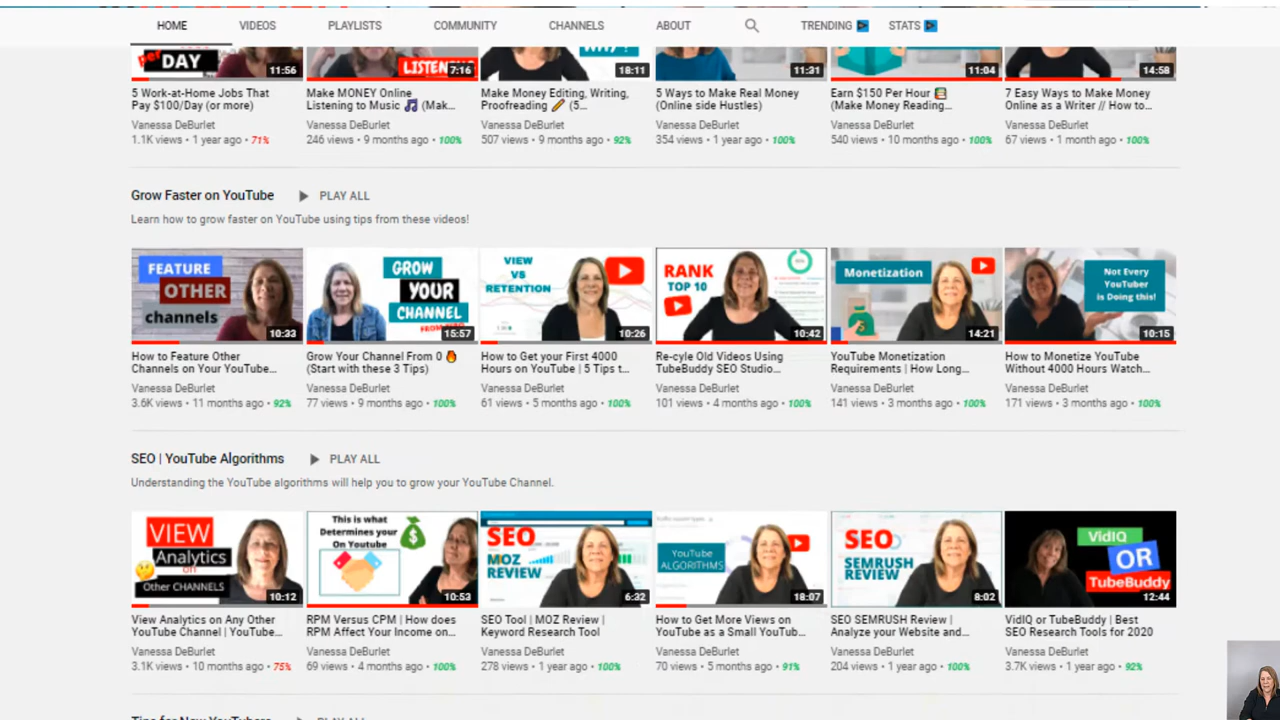 HOME VIDEOS PLAYLISTS COMMUNITY CHANNELS ABOUT TRENDING STATS
per
DAY
11:56
LISTEN
7:16
WHY?
18:11
11:31
11:04
14:58
5 Work-at-Home Jobs That
Pay $100/Day (or more)
Vanessa DeBurlet
1.1K views • 1 year ago • 71%
Make MONEY Online
Listening to Music 🎵 (Mak...
Vanessa DeBurlet
246 views • 9 months ago • 100%
Make Money Editing, Writing,
Proofreading ✏️ (5...
Vanessa DeBurlet
507 views • 9 months ago • 92%
5 Ways to Make Real Money
(Online side Hustles)
Vanessa DeBurlet
354 views • 1 year ago • 100%
Earn $150 Per Hour
(Make Money Reading...
Vanessa DeBurlet
540 views • 10 months ago • 100%
7 Easy Ways to Make Money
Online as a Writer // How to...
Vanessa DeBurlet
67 views • 1 month ago • 100%
Grow Faster on YouTube PLAY ALL
Learn how to grow faster on YouTube using tips from these videos!
FEATURE
OTHER
channels
10:33
How to Feature Other
Channels on Your YouTube...
Vanessa DeBurlet
3.6K views • 11 months ago • 92%
GROW
YOUR
CHANNEL
15:57
Grow Your Channel From 0 🔥
(Start with these 3 Tips)
Vanessa DeBurlet
77 views • 9 months ago • 100%
VIEW
VS
RETENTION
10:26
How to Get your First 4000
Hours on YouTube | 5 Tips t...
Vanessa DeBurlet
61 views • 5 months ago • 100%
RANK
TOP 10
10:42
Re-cyle Old Videos Using
TubeBuddy SEO Studio...
Vanessa DeBurlet
101 views • 4 months ago • 100%
Monetization
14:21
YouTube Monetization
Requirements | How Long...
Vanessa DeBurlet
141 views • 3 months ago • 100%
Not Every
YouTuber
is Doing this!
10:15
How to Monetize YouTube
Without 4000 Hours Watch...
Vanessa DeBurlet
171 views • 3 months ago • 100%
SEO | YouTube Algorithms PLAY ALL
Understanding the YouTube algorithms will help you to grow your YouTube Channel.
VIEW
Analytics
on
Other CHANNELS
10:12
View Analytics on Any Other
YouTube Channel | YouTube...
Vanessa DeBurlet
3.1K views • 10 months ago • 75%
This is what
Determines your
On Youtube
10:53
RPM Versus CPM | How does
RPM Affect Your Income on...
Vanessa DeBurlet
69 views • 4 months ago • 100%
SEO
MOZ
REVIEW
6:32
SEO Tool | MOZ Review |
Keyword Research Tool
Vanessa DeBurlet
278 views • 1 year ago • 100%
YouTube
ALGORITHMS
18:07
How to Get More Views on
YouTube as a Small YouTub...
Vanessa DeBurlet
70 views • 5 months ago • 91%
SEO
SEMRUSH
REVIEW
8:02
SEO SEMRUSH Review |
Analyze your Website and...
Vanessa DeBurlet
204 views • 1 year ago • 100%
VidIQ
OR
TubeBuddy
12:44
VidIQ or TubeBuddy | Best
SEO Research Tools for 2020
Vanessa DeBurlet
3.7K views • 1 year ago • 92%
Tips for New YouTubers PLAY ALL